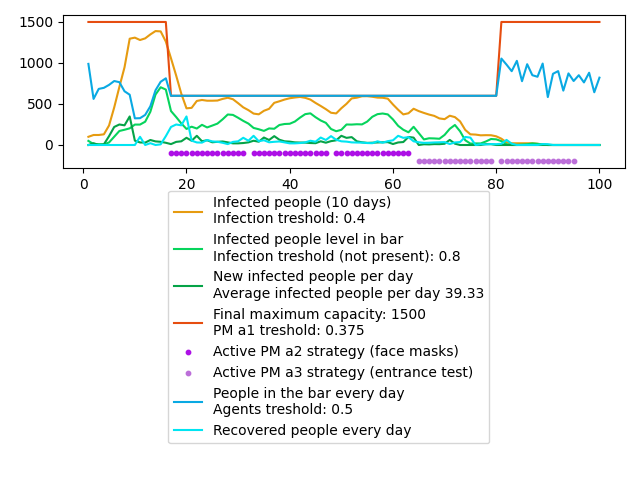 1500
1000
500
0
0 20 40 60 80 100
Infected people (10 days)
Infection treshold: 0.4
Infected people level in bar
Infection treshold (not present): 0.8
New infected people per day
Average infected people per day 39.33
Final maximum capacity: 1500
PM a1 treshold: 0.375
Active PM a2 strategy (face masks)
Active PM a3 strategy (entrance test)
People in the bar every day
Agents treshold: 0.5
Recovered people every day